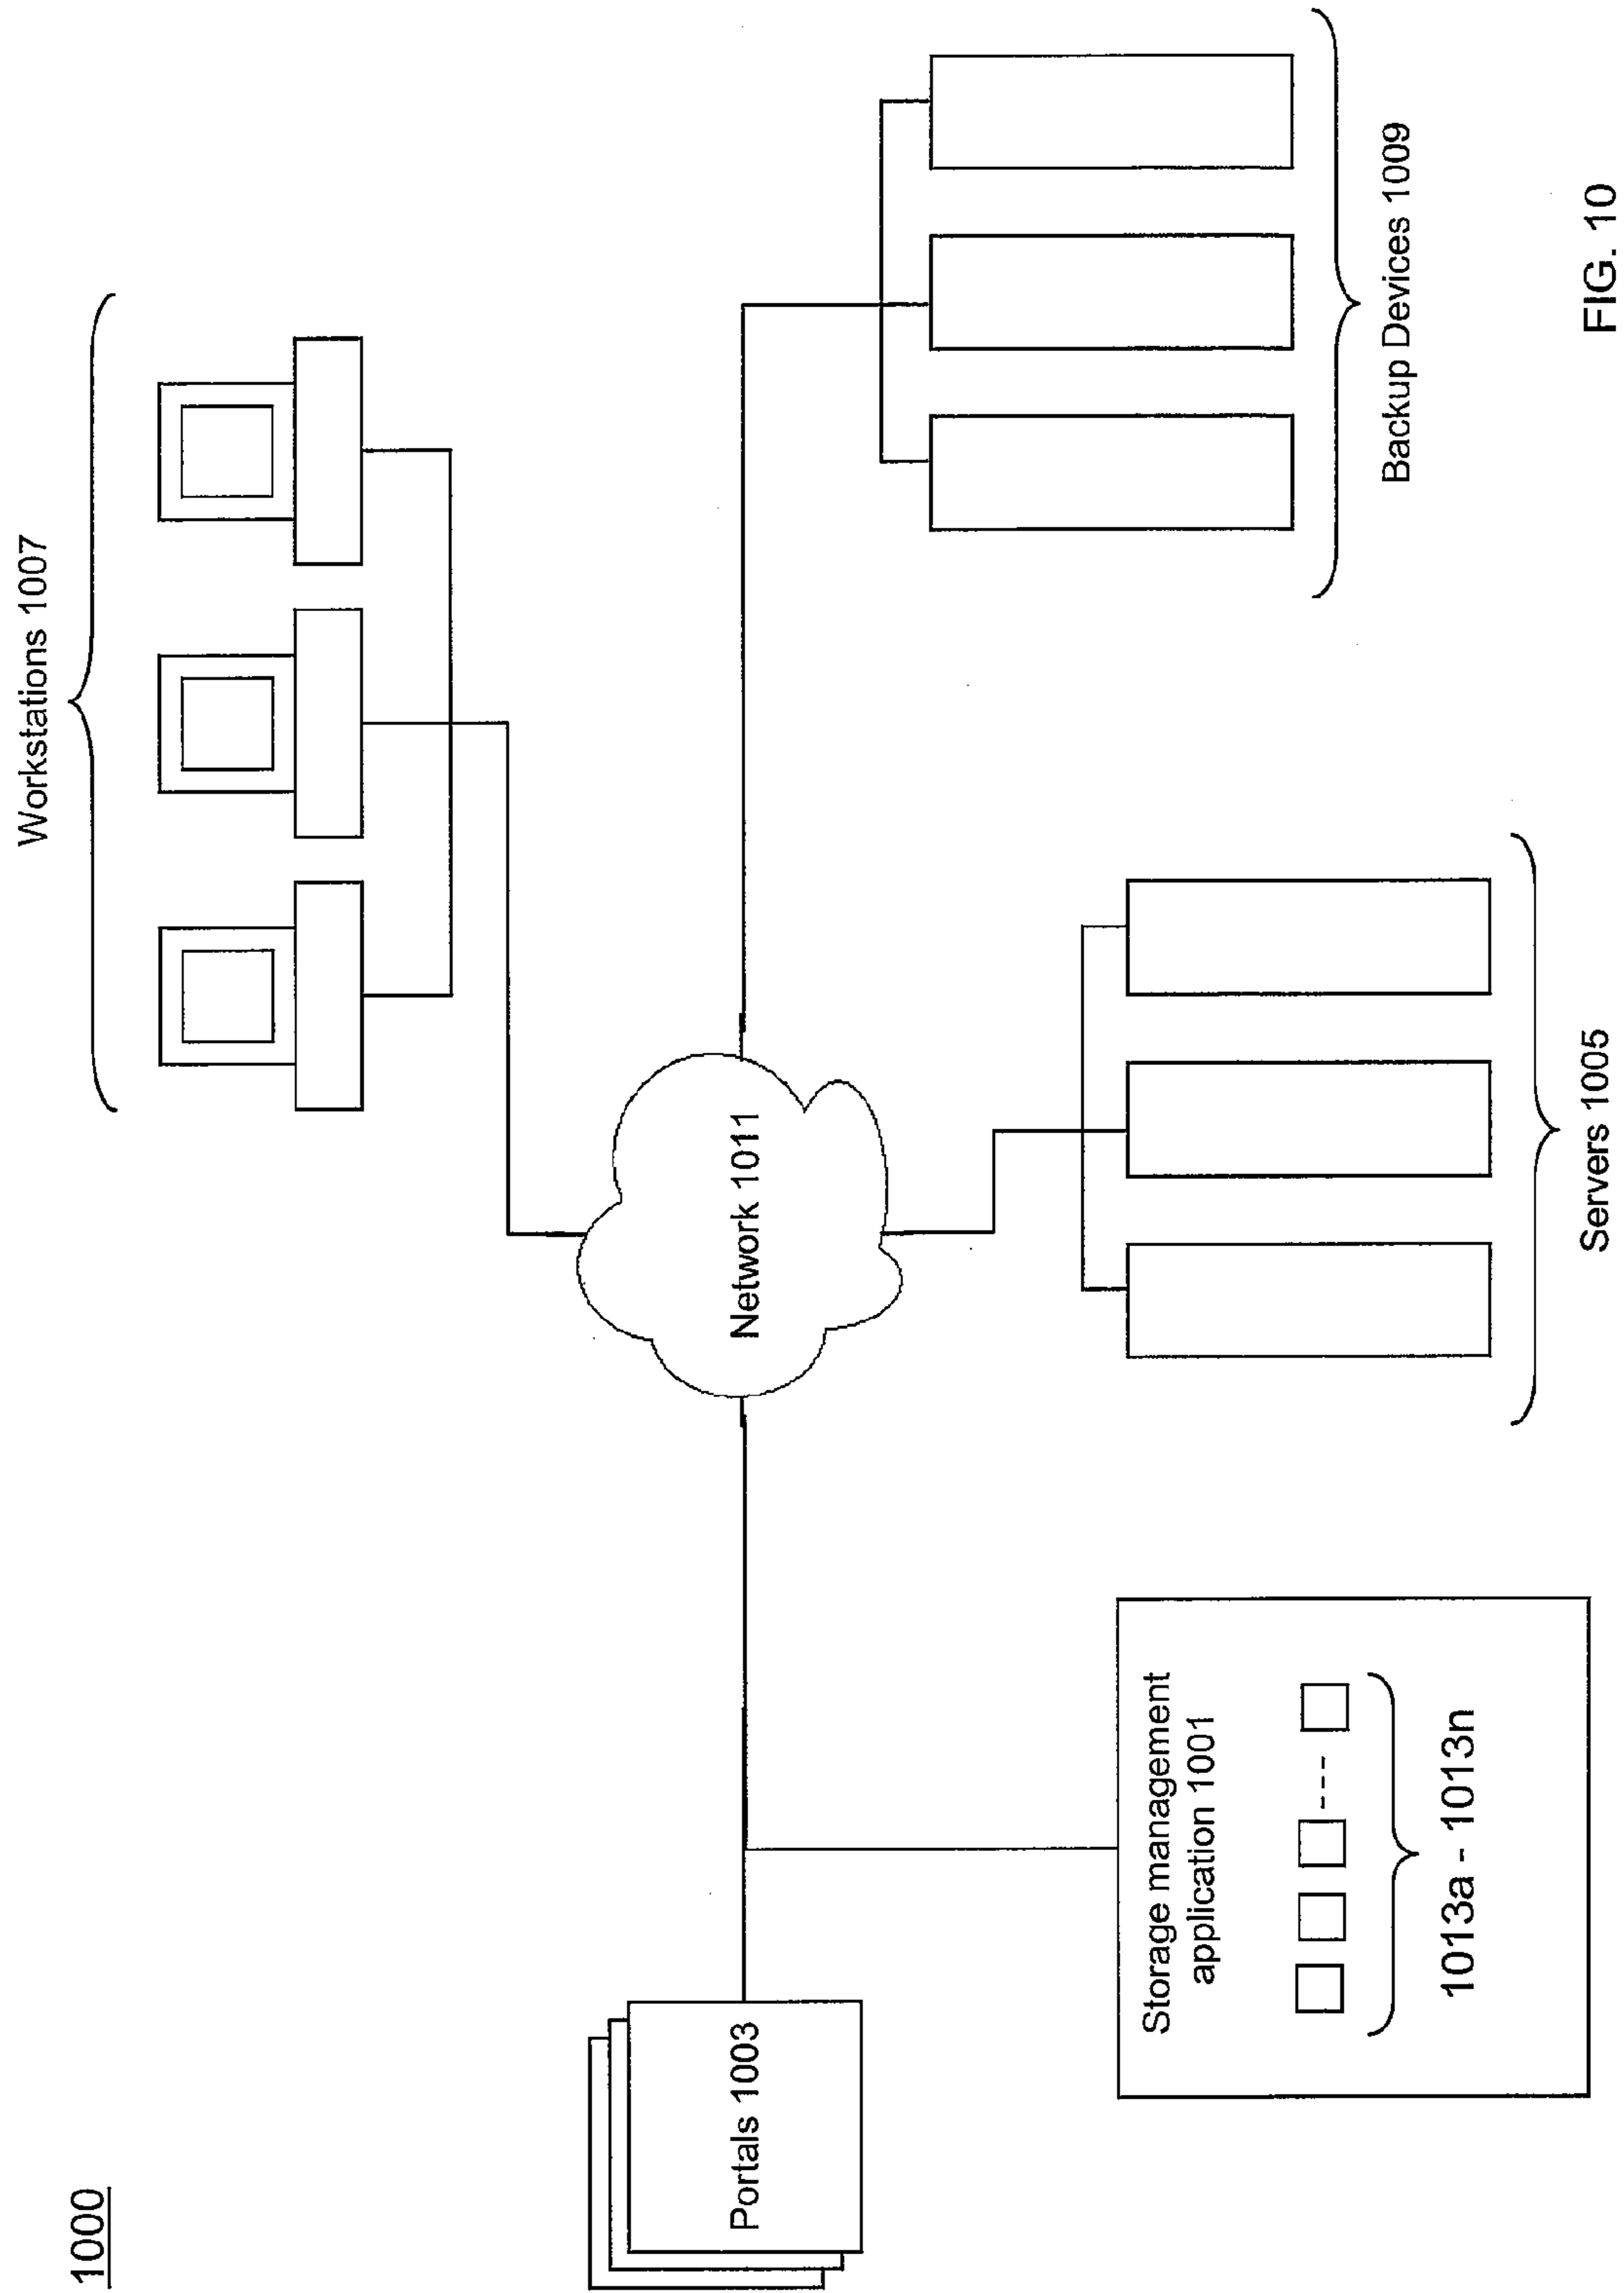 1000
Workstations 1007
Portals 1003
Network 1011
Storage management
application 1001
1013a - 1013n
Backup Devices 1009
Servers 1005
FIG. 10